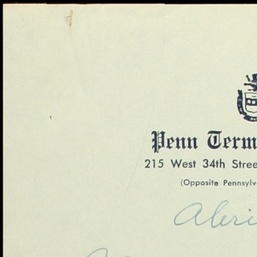 B
Penn Term
215 West 34th Stree
(Opposite Pennsylv